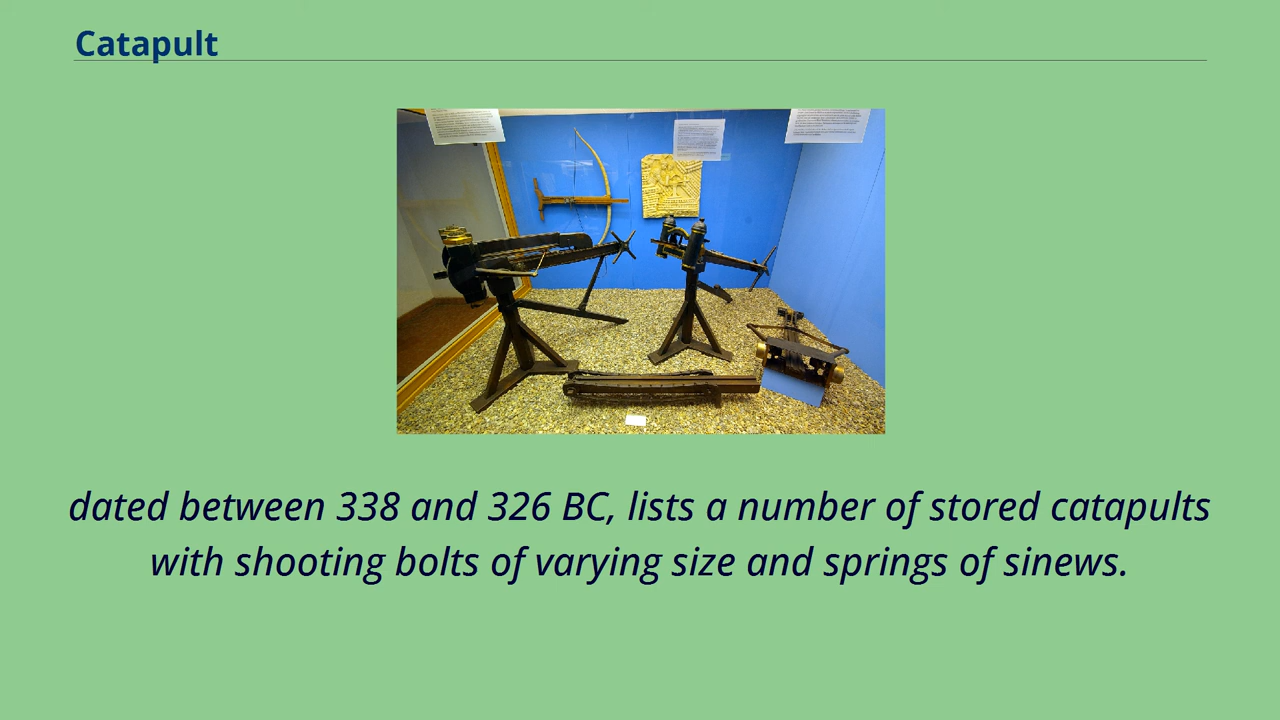 Catapult
dated between 338 and 326 BC, lists a number of stored catapults
with shooting bolts of varying size and springs of sinews.